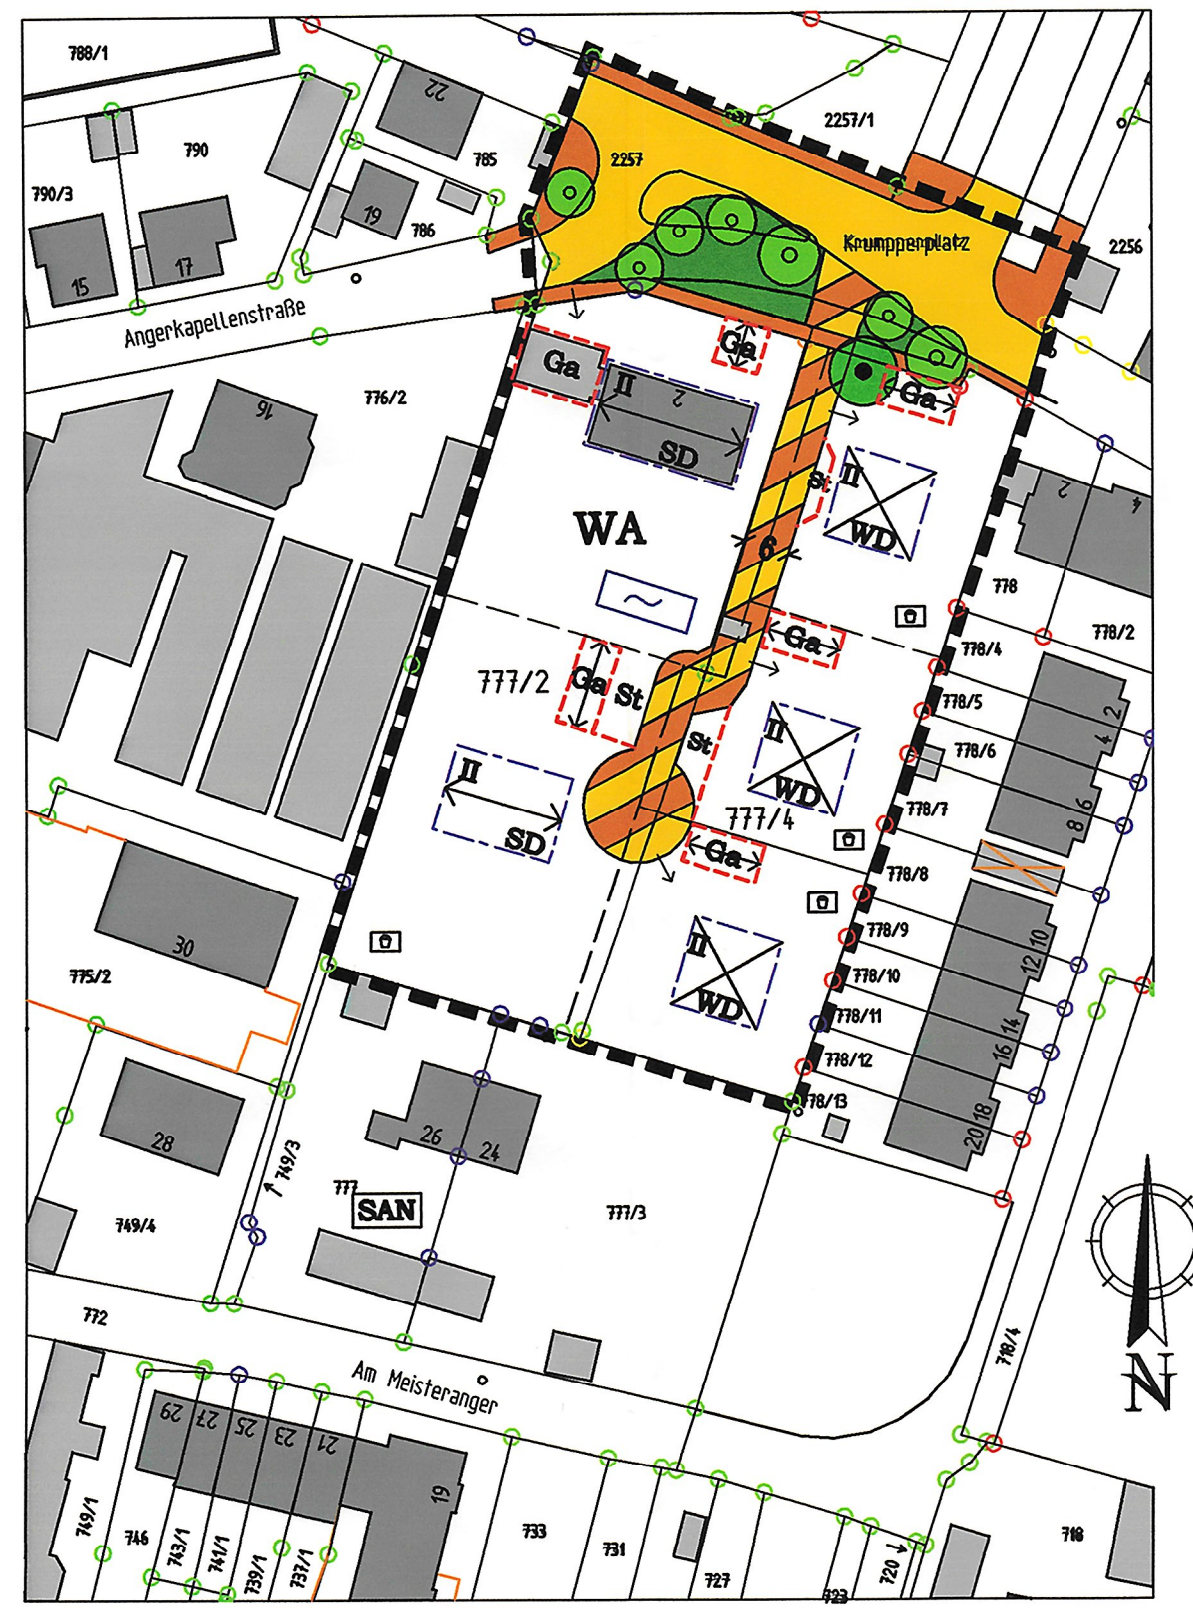 788/1
22
2257/1
790
785
2257
790/3
19
786
Krumpperplatz
2256
15
17
Angerkapellenstraße
Ga
Ga
II
2
776/2
Ga
16
SD
St
II
2
4
WD
WA
6
778
~
778/2
Ga
778/4
777/2
Ga
St
778/5
2
II
St
4
778/6
II
WD
6
778/7
777/4
8
SD
Ga
778/8
30
II
778/9
10
12
775/2
778/10
WD
778/11
14
16
778/12
778/13
18
20
28
26
24
749/3
777
SAN
749/4
777/3
772
718/4
Am Meisteranger
N
29
27
25
23
21
19
749/1
746
743/1
741/1
739/1
737/1
733
731
727
723
720
718